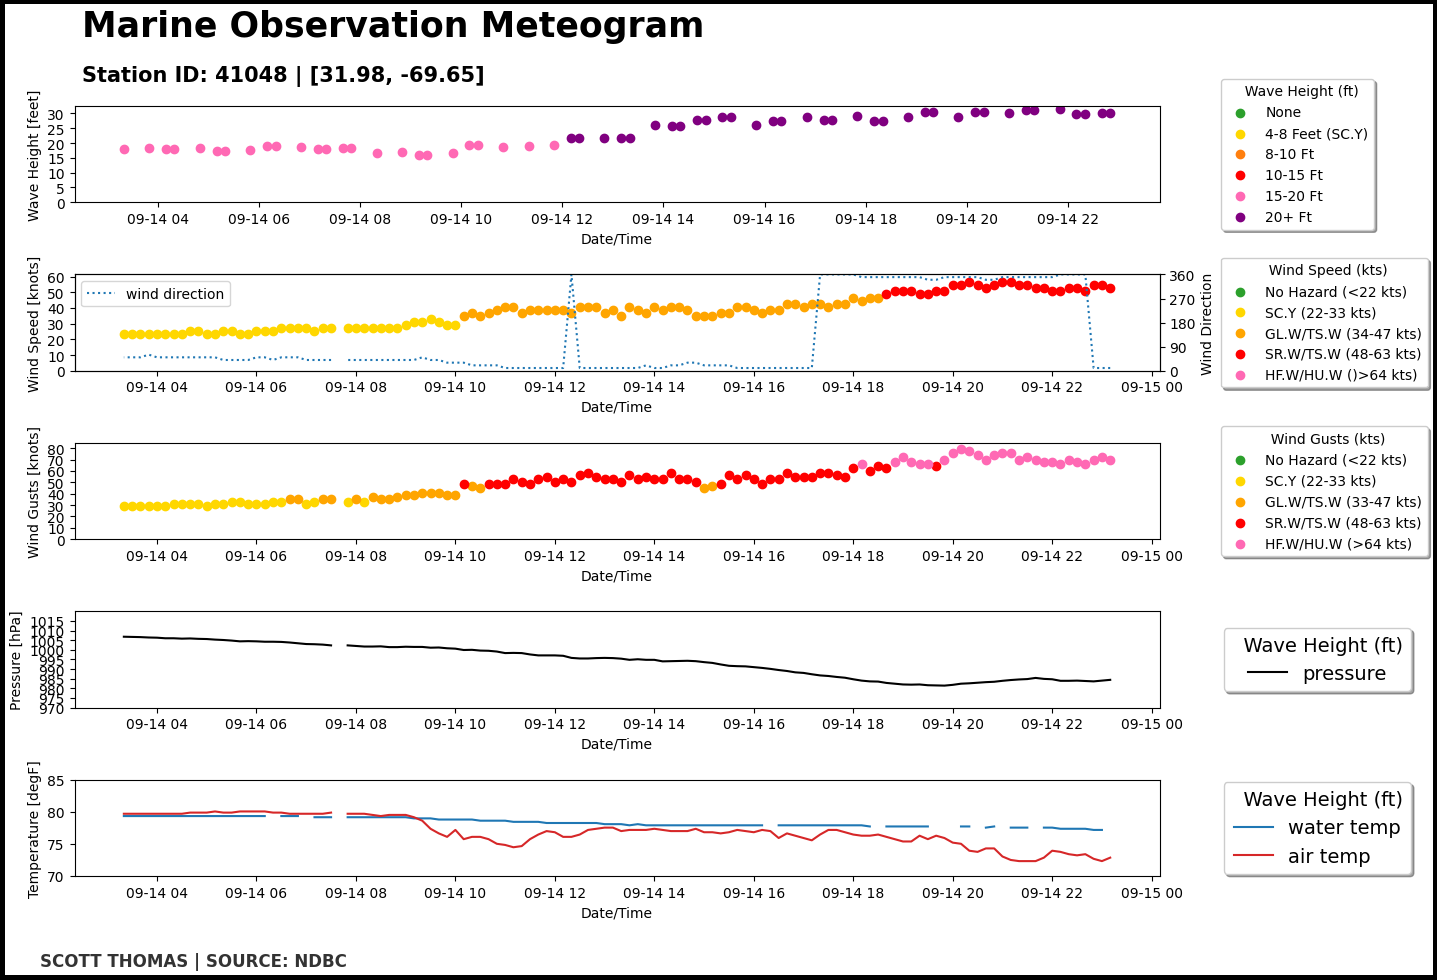 Marine Observation Meteogram
Station ID: 41048 | [31.98, -69.65]
Wave Height [feet]
30
25
20
15
10
5
0
09-14 04 09-14 06 09-14 08 09-14 10 09-14 12 09-14 14 09-14 16 09-14 18 09-14 20 09-14 22
Date/Time
Wave Height (ft)
None
4-8 Feet (SC.Y)
8-10 Ft
10-15 Ft
15-20 Ft
20+ Ft
Wind Speed [knots]
60
50
40
30
20
10
0
wind direction
360
270
180
90
0
Wind Direction
09-14 04 09-14 06 09-14 08 09-14 10 09-14 12 09-14 14 09-14 16 09-14 18 09-14 20 09-14 22 09-15 00
Date/Time
Wind Speed (kts)
No Hazard (<22 kts)
SC.Y (22-33 kts)
GL.W/TS.W (34-47 kts)
SR.W/TS.W (48-63 kts)
HF.W/HU.W ()>64 kts)
Wind Gusts [knots]
80
70
60
50
40
30
20
10
0
09-14 04 09-14 06 09-14 08 09-14 10 09-14 12 09-14 14 09-14 16 09-14 18 09-14 20 09-14 22 09-15 00
Date/Time
Wind Gusts (kts)
No Hazard (<22 kts)
SC.Y (22-33 kts)
GL.W/TS.W (33-47 kts)
SR.W/TS.W (48-63 kts)
HF.W/HU.W (>64 kts)
Pressure [hPa]
1015
1010
1005
1000
995
990
985
980
975
970
09-14 04 09-14 06 09-14 08 09-14 10 09-14 12 09-14 14 09-14 16 09-14 18 09-14 20 09-14 22 09-15 00
Date/Time
Wave Height (ft)
pressure
Temperature [degF]
85
80
75
70
09-14 04 09-14 06 09-14 08 09-14 10 09-14 12 09-14 14 09-14 16 09-14 18 09-14 20 09-14 22 09-15 00
Date/Time
Wave Height (ft)
water temp
air temp
SCOTT THOMAS | SOURCE: NDBC